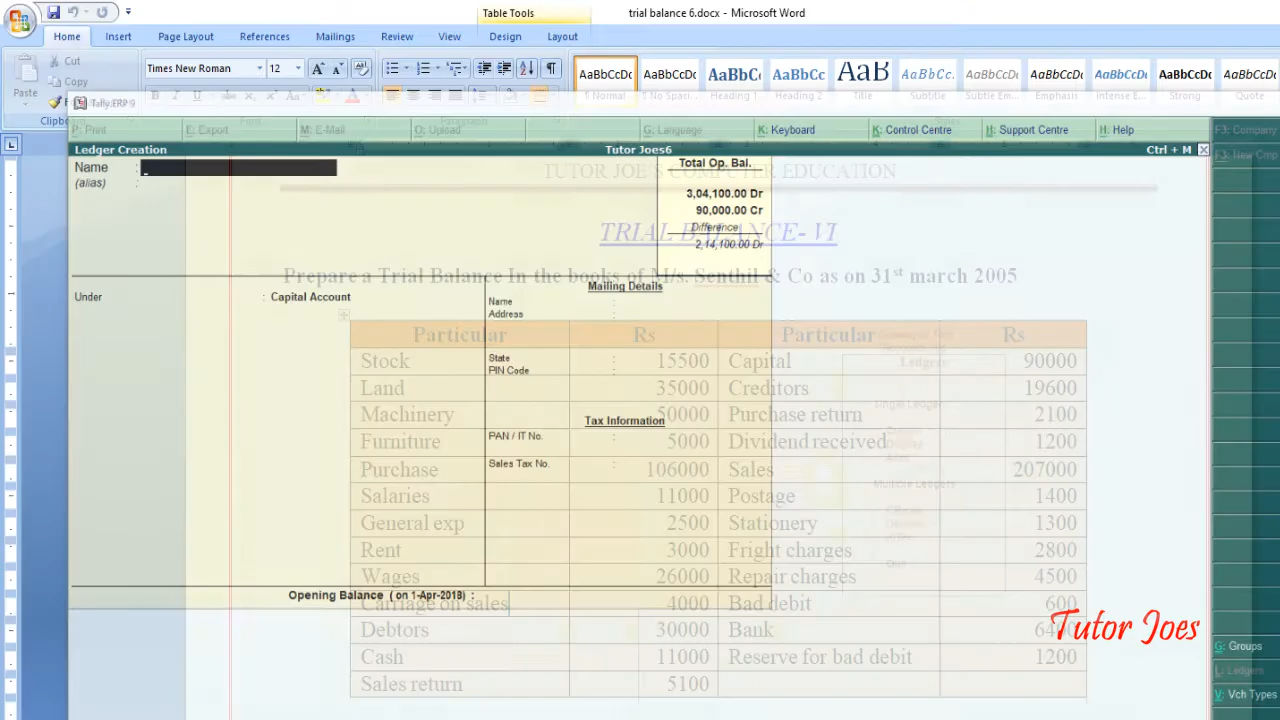 Table Tools
trial balance 6.docx - Microsoft Word
Home Insert Page Layout References Mailings Review View Design Layout
Cut
Copy
Paste
Times New Roman 12
AaBbCcDc AaBbCcDc AaBbC AaBbCc AaB AaBbCc. AaBbCcDc AaBbCcDc AaBbCcDc AaBbCcDc AaBbCcDc
¶ Normal ¶ No Spaci... Heading 1 Heading 2 Title Subtitle Subtle Em... Emphasis Intense E... Strong Quote
Tally.ERP 9
P: Print E: Export M: E-Mail O: Upload G: Language K: Keyboard K: Control Centre H: Support Centre H: Help F3: Company
Ledger Creation Tutor Joes6 Ctrl + M
F3: New Cmp
Name :
(alias) :
Total Op. Bal.
TUTOR JOE'S COMPUTER EDUCATION
3,04,100.00 Dr
90,000.00 Cr
Difference
2,14,100.00 Dr
TRIAL BALANCE- VI
Prepare a Trial Balance In the books of M/s. Senthil & Co as on 31st march 2005
Mailing Details
Under : Capital Account
Name :
Address :
State :
PIN Code :
Tax Information
PAN / IT No. :
Sales Tax No. :
Particular Rs Particular Rs
Stock 15500 Capital 90000
Land 35000 Creditors 19600
Machinery 50000 Purchase return 2100
Furniture 5000 Dividend received 1200
Purchase 106000 Sales 207000
Salaries 11000 Postage 1400
General exp 2500 Stationery 1300
Rent 3000 Fright charges 2800
Wages 26000 Repair charges 4500
Opening Balance ( on 1-Apr-2018) :
Carriage on sales 4000 Bad debit 600
Debtors 30000 Bank
Cash 11000 Reserve for bad debit 1200
Sales return 5100
Ledgers
Single Ledger
Multiple Ledgers
Tutor Joes
G: Groups
L: Ledgers
V: Vch Types